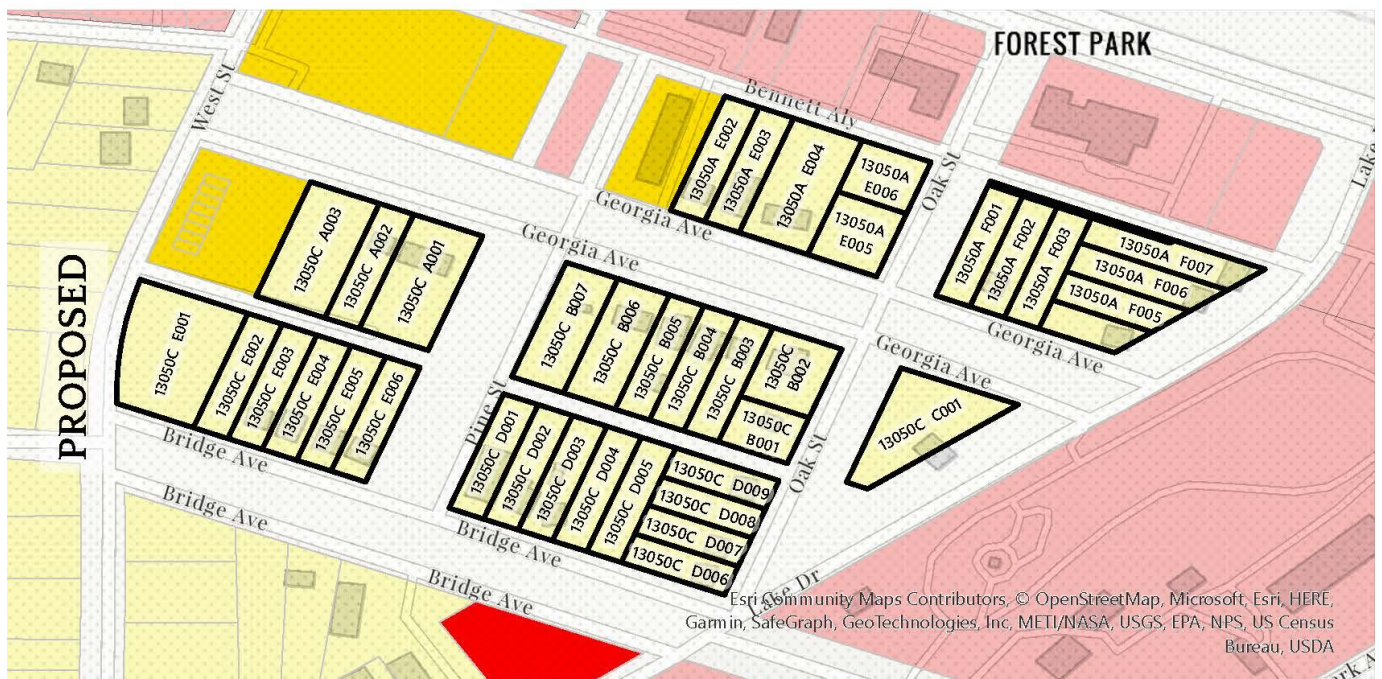 FOREST PARK
West St
Bennett Aly
Lake
13050A E002
13050A E003
13050A E004
13050A
E006
13050A
E005
Oak St
Georgia Ave
13050A F001
13050A F002
13050A F003
13050A F007
13050A F006
13050A F005
Georgia Ave
13050C A003
13050C A002
13050C A001
Georgia Ave
PROPOSED
13050C E001
13050C E002
13050C E003
13050C E004
13050C E005
13050C E006
13050C B007
13050C B006
13050C B005
13050C B004
13050C B003
13050C
B002
13050C
B001
Georgia Ave
13050C C001
Pine St
Oak St
13050C D001
13050C D002
13050C D003
13050C D004
13050C D005
13050C D009
13050C D008
13050C D007
13050C D006
Bridge Ave
Bridge Ave
Bridge Ave
Bridge Ave
Lake Dr
Esri Community Maps Contributors, © OpenStreetMap, Microsoft, Esri, HERE,
Garmin, SafeGraph, GeoTechnologies, Inc, METI/NASA, USGS, EPA, NPS, US Census
Bureau, USDA
ark A